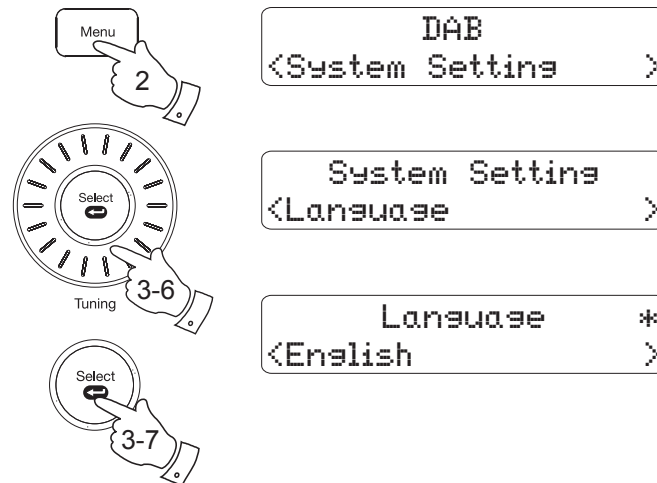 Menu
2
Select
Tuning
3-6
Select
3-7
DAB
<System Setting >
System Setting
<Language >
Language *
<English >